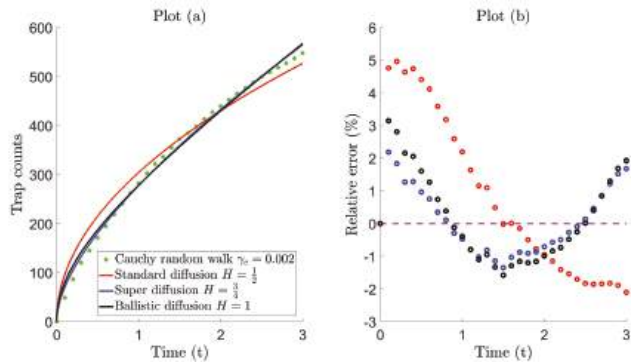 Plot (a)
Trap counts
600
500
400
300
200
100
0
Cauchy random walk γc = 0.002
Standard diffusion H = 1/2
Super diffusion H = 3/4
Ballistic diffusion H = 1
0 1 2 3
Time (t)
Plot (b)
Relative error (%)
6
5
4
3
2
1
0
-1
-2
-3
0 1 2 3
Time (t)